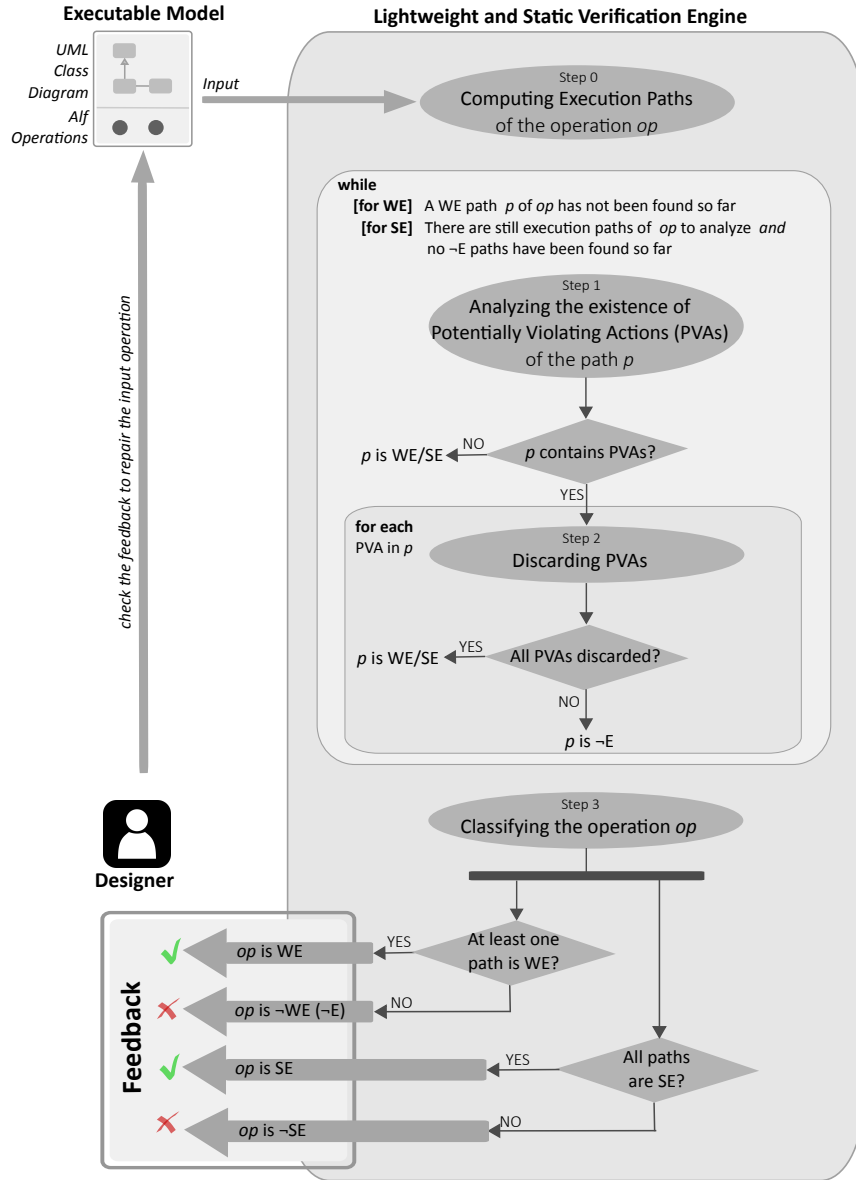 Executable Model
Lightweight and Static Verification Engine
UML
Class
Diagram
Alf
Operations
Input
Step 0
Computing Execution Paths
of the operation op
while
[for WE] A WE path p of op has not been found so far
[for SE] There are still execution paths of op to analyze and
no ¬E paths have been found so far
Step 1
Analyzing the existence of
Potentially Violating Actions (PVAs)
of the path p
p contains PVAs?
NO
p is WE/SE
YES
for each
PVA in p
Step 2
Discarding PVAs
All PVAs discarded?
YES
p is WE/SE
NO
p is ¬E
check the feedback to repair the input operation
Designer
Step 3
Classifying the operation op
At least one
path is WE?
YES
op is WE
NO
op is ¬WE (¬E)
All paths
are SE?
YES
op is SE
NO
op is ¬SE
Feedback